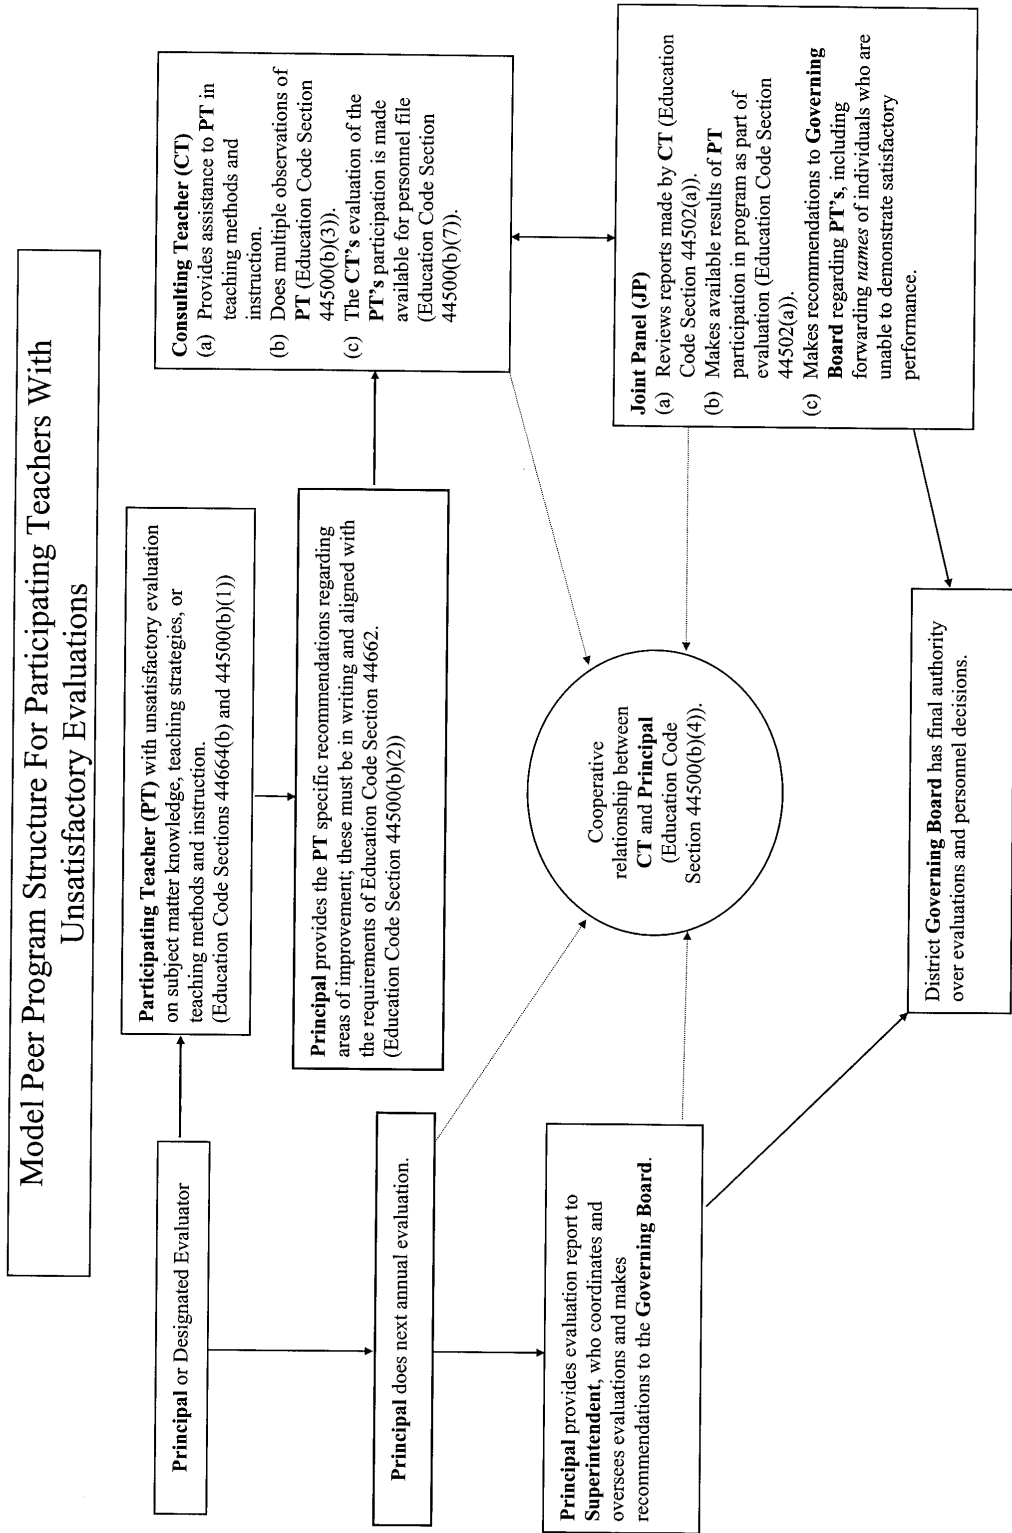 Model Peer Program Structure For Participating Teachers With
Unsatisfactory Evaluations
Principal or Designated Evaluator
Participating Teacher (PT) with unsatisfactory evaluation
on subject matter knowledge, teaching strategies, or
teaching methods and instruction.
(Education Code Sections 44664(b) and 44500(b)(1))
Consulting Teacher (CT)
(a) Provides assistance to PT in
teaching methods and
instruction.
(b) Does multiple observations of
PT (Education Code Section
44500(b)(3)).
(c) The CT's evaluation of the
PT's participation is made
available for personnel file
(Education Code Section
44500(b)(7)).
Principal provides the PT specific recommendations regarding
areas of improvement; these must be in writing and aligned with
the requirements of Education Code Section 44662.
(Education Code Section 44500(b)(2))
Principal does next annual evaluation.
Principal provides evaluation report to
Superintendent, who coordinates and
oversees evaluations and makes
recommendations to the Governing Board.
Cooperative
relationship between
CT and Principal
(Education Code
Section 44500(b)(4)).
Joint Panel (JP)
(a) Reviews reports made by CT (Education
Code Section 44502(a)).
(b) Makes available results of PT
participation in program as part of
evaluation (Education Code Section
44502(a)).
(c) Makes recommendations to Governing
Board regarding PT's, including
forwarding names of individuals who are
unable to demonstrate satisfactory
performance.
District Governing Board has final authority
over evaluations and personnel decisions.